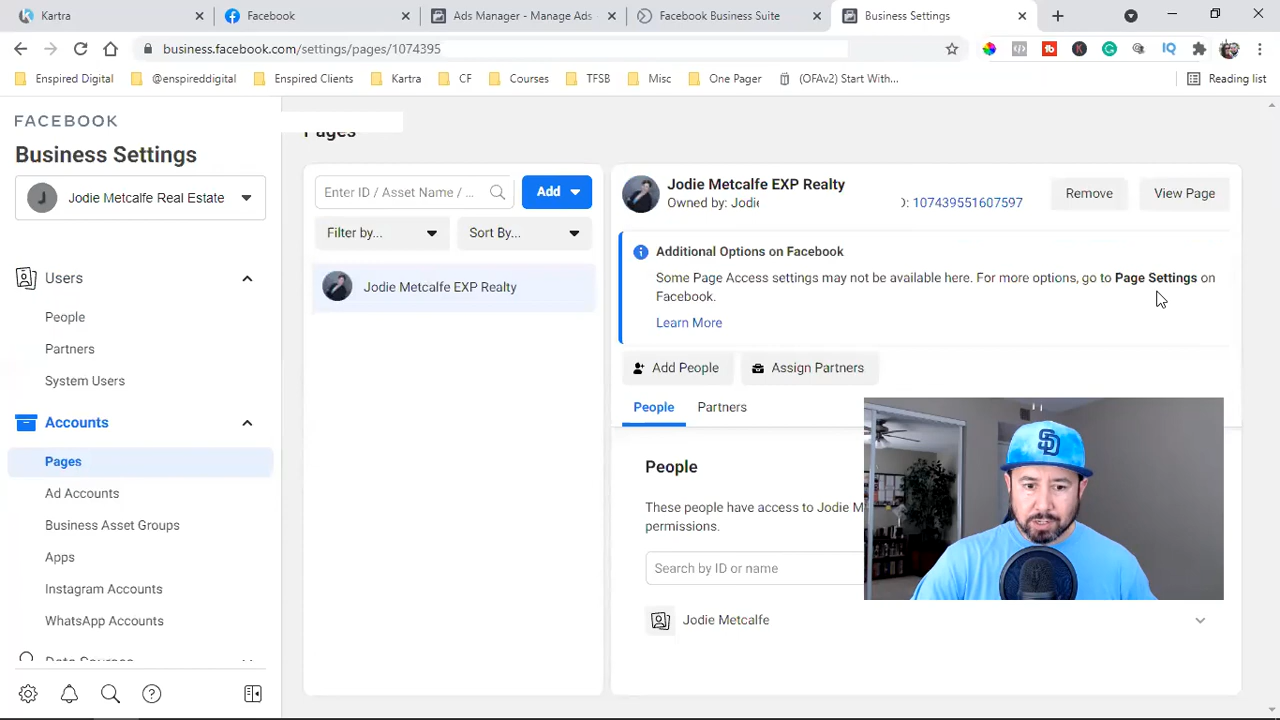 Kartra
Facebook
Ads Manager - Manage Ads -
Facebook Business Suite
Business Settings
business.facebook.com/settings/pages/1074395
Enspired Digital
@enspireddigital
Enspired Clients
Kartra
CF
Courses
TFSB
Misc
One Pager
(OFAv2) Start With...
Reading list
FACEBOOK
Business Settings
J
Jodie Metcalfe Real Estate
Users
People
Partners
System Users
Accounts
Pages
Ad Accounts
Business Asset Groups
Apps
Instagram Accounts
WhatsApp Accounts
Data Sources
Pages
Enter ID / Asset Name / ...
Add
Filter by...
Sort By...
Jodie Metcalfe EXP Realty
Jodie Metcalfe EXP Realty
Owned by: Jodie
D: 107439551607597
Remove
View Page
Additional Options on Facebook
Some Page Access settings may not be available here. For more options, go to Page Settings on
Facebook.
Learn More
Add People
Assign Partners
People
Partners
People
These people have access to Jodie M
permissions.
Search by ID or name
Jodie Metcalfe
SD